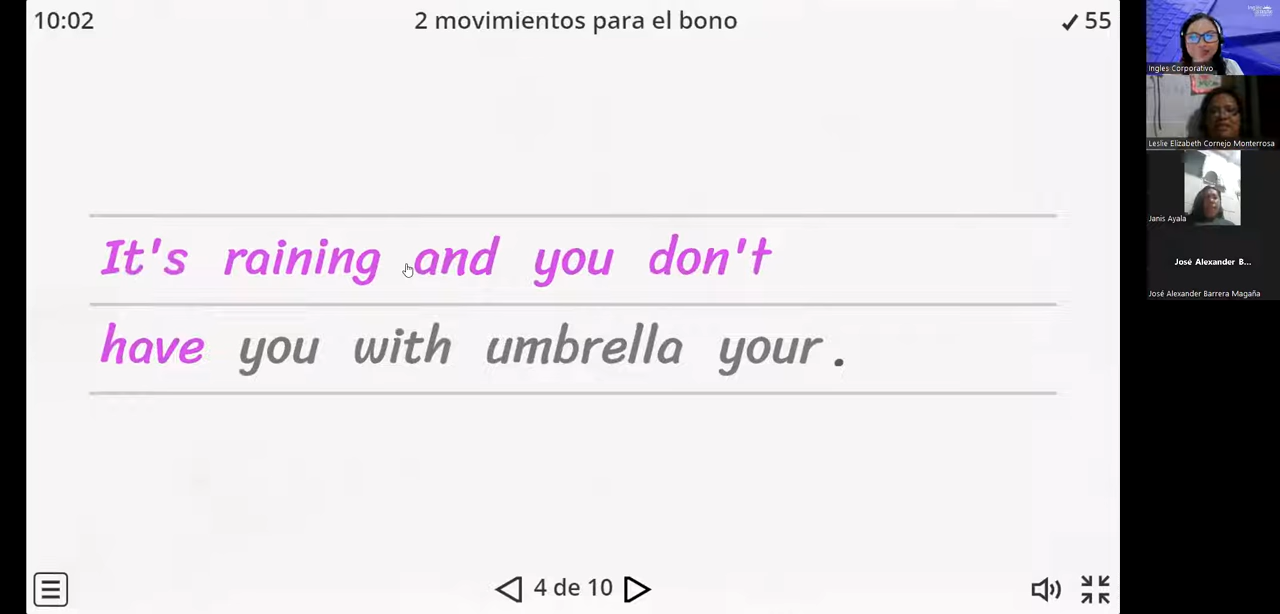 10:02
2 movimientos para el bono
✓ 55
It's raining and you don't
have you with umbrella your .
4 de 10
Ingles Corporativo
Leslie Elizabeth Cornejo Monterrosa
Janis Ayala
José Alexander B...
José Alexander Barrera Magaña